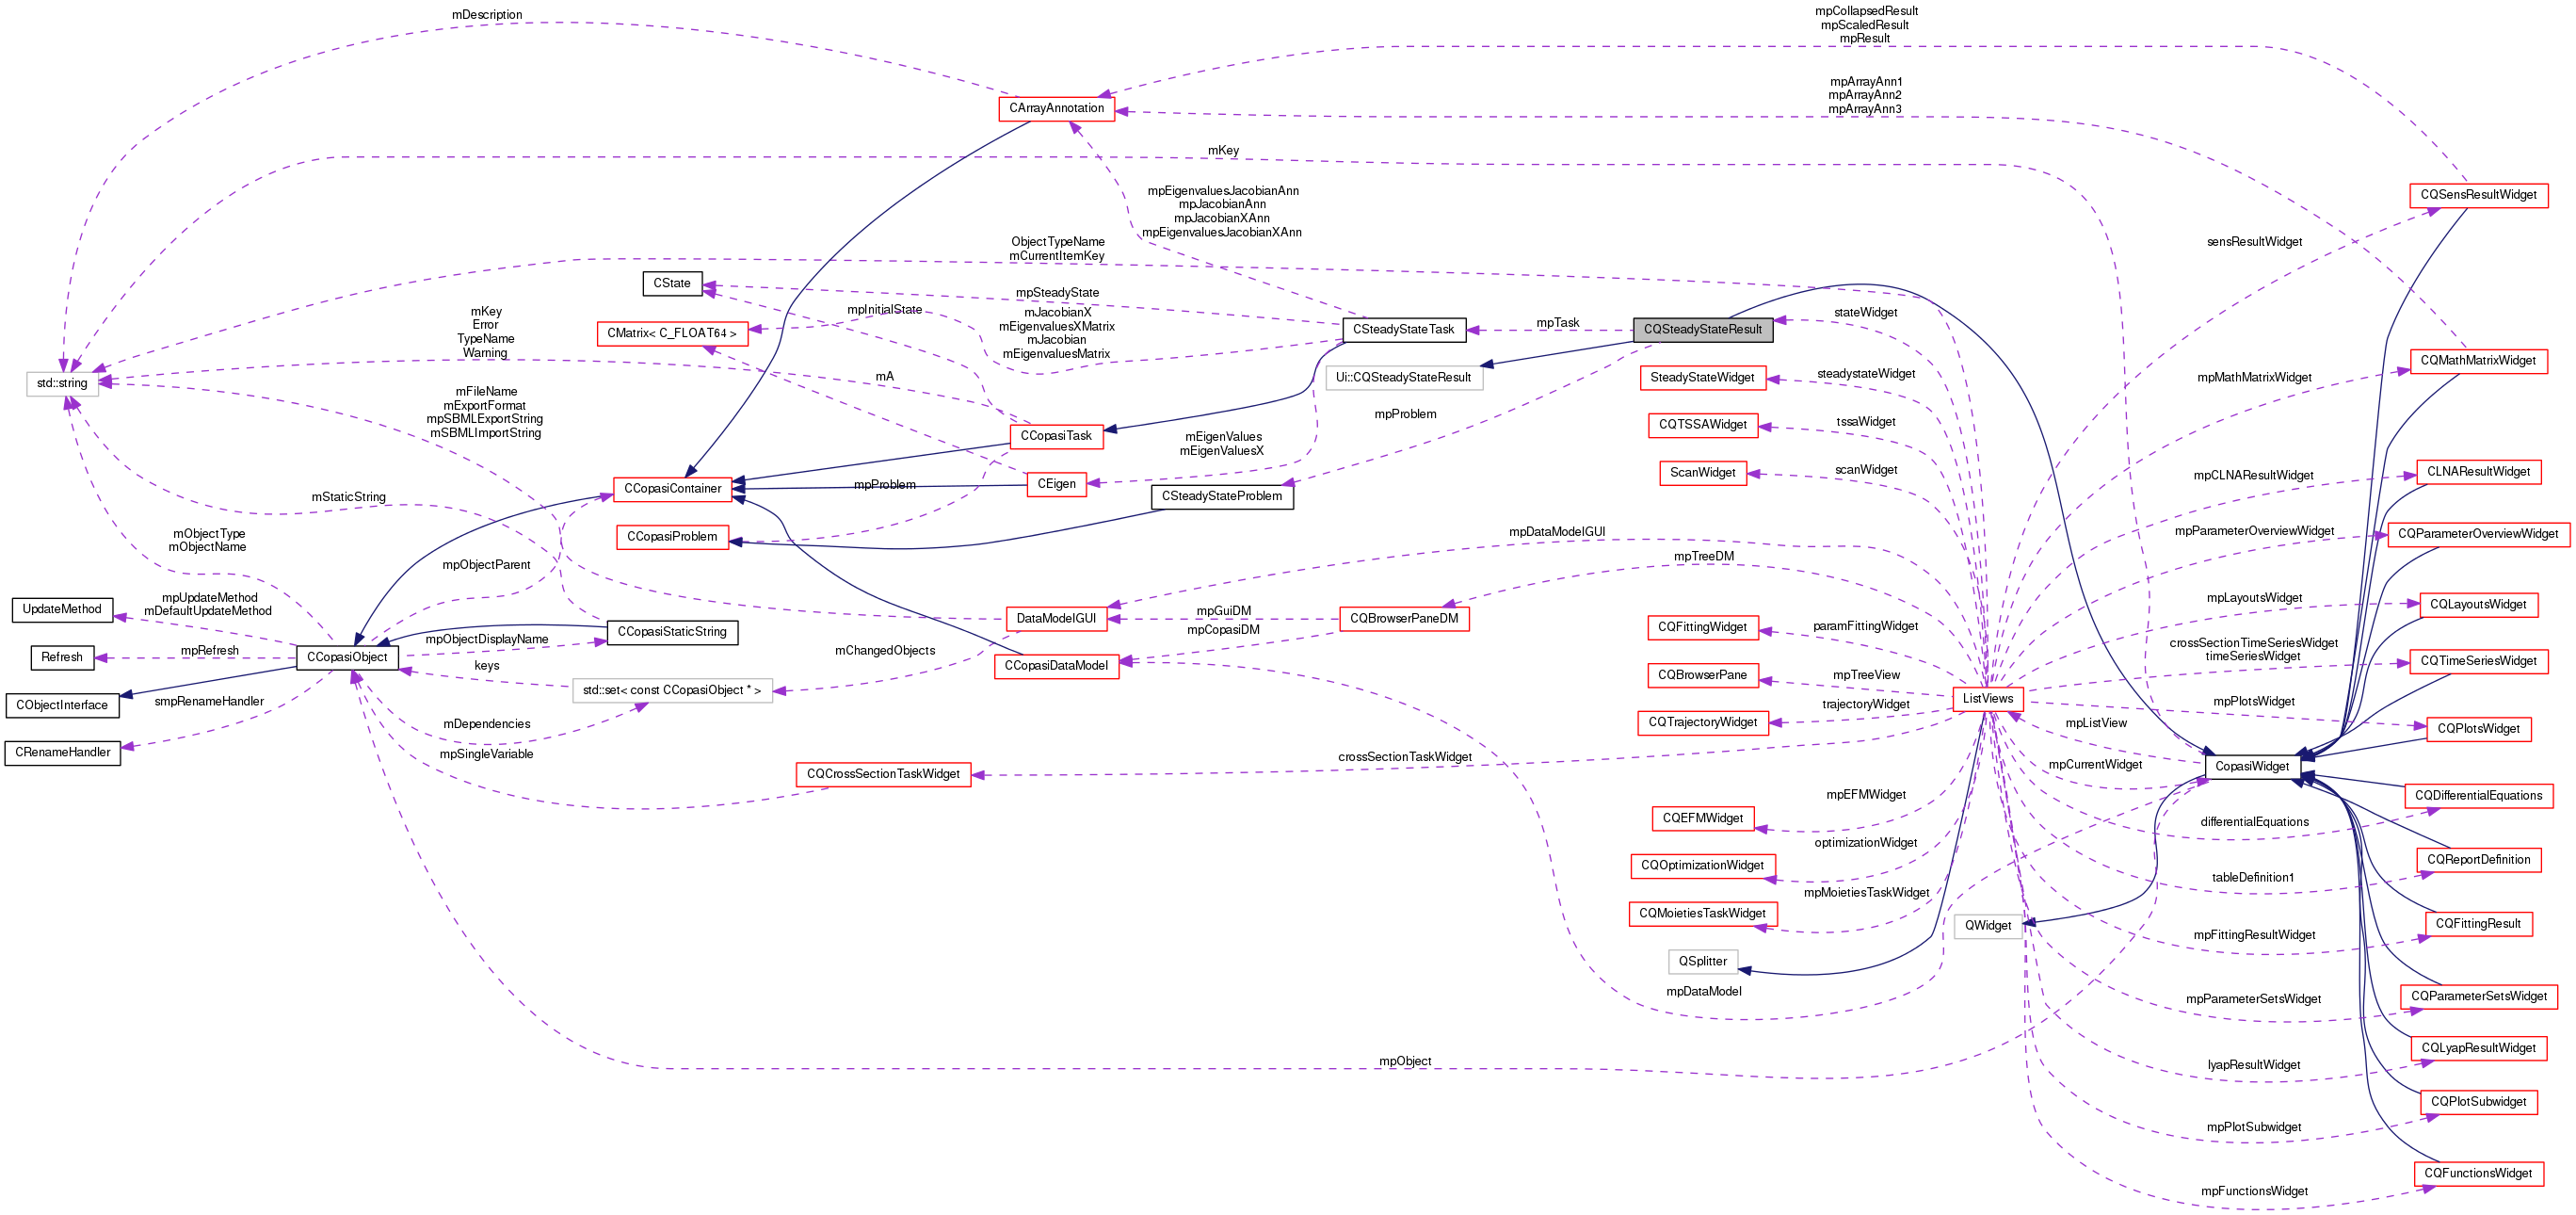 mDescription
mpCollapsedResult
mpScaledResult
mpResult
CArrayAnnotation
mpArrayAnn1
mpArrayAnn2
mpArrayAnn3
mKey
mpEigenvaluesJacobianAnn
mpJacobianAnn
mpJacobianXAnn
mpEigenvaluesJacobianXAnn
CQSensResultWidget
sensResultWidget
ObjectTypeName
mCurrentItemKey
CState
mpSteadyState
mpInitialState
CMatrix< C_FLOAT64 >
mJacobianX
mEigenvaluesXMatrix
mJacobian
mEigenvaluesMatrix
CSteadyStateTask
mpTask
CQSteadyStateResult
stateWidget
mKey
Error
TypeName
Warning
std::string
mA
Ui::CQSteadyStateResult
SteadyStateWidget
steadystateWidget
mpMathMatrixWidget
CQMathMatrixWidget
mFileName
mExportFormat
mpSBMLExportString
mSBMLImportString
mpProblem
CQTSSAWidget
tssaWidget
CCopasiTask
mEigenValues
mEigenValuesX
ScanWidget
scanWidget
mpCLNAResultWidget
CLNAResultWidget
mStaticString
CCopasiContainer
mpProblem
CEigen
CSteadyStateProblem
CCopasiProblem
mObjectType
mObjectName
mpObjectParent
mpDataModelGUI
mpTreeDM
mpParameterOverviewWidget
CQParameterOverviewWidget
UpdateMethod
mpUpdateMethod
mDefaultUpdateMethod
DataModelGUI
mpGuiDM
mpCopasiDM
CQBrowserPaneDM
CQFittingWidget
paramFittingWidget
mpLayoutsWidget
CQLayoutsWidget
CCopasiStaticString
Refresh
mpRefresh
CCopasiObject
mpObjectDisplayName
keys
mChangedObjects
CCopasiDataModel
CQBrowserPane
mpTreeView
crossSectionTimeSeriesWidget
timeSeriesWidget
CQTimeSeriesWidget
std::set< const CCopasiObject * >
CObjectInterface
smpRenameHandler
mDependencies
CQTrajectoryWidget
trajectoryWidget
ListViews
mpListView
mpPlotsWidget
CQPlotsWidget
CRenameHandler
mpSingleVariable
CQCrossSectionTaskWidget
crossSectionTaskWidget
mpCurrentWidget
CopasiWidget
CQEFMWidget
mpEFMWidget
differentialEquations
CQDifferentialEquations
CQOptimizationWidget
optimizationWidget
tableDefinition1
CQReportDefinition
CQMoietiesTaskWidget
mpMoietiesTaskWidget
QWidget
mpFittingResultWidget
CQFittingResult
QSplitter
mpDataModel
mpParameterSetsWidget
CQParameterSetsWidget
mpObject
lyapResultWidget
CQLyapResultWidget
mpPlotSubwidget
CQPlotSubwidget
mpFunctionsWidget
CQFunctionsWidget